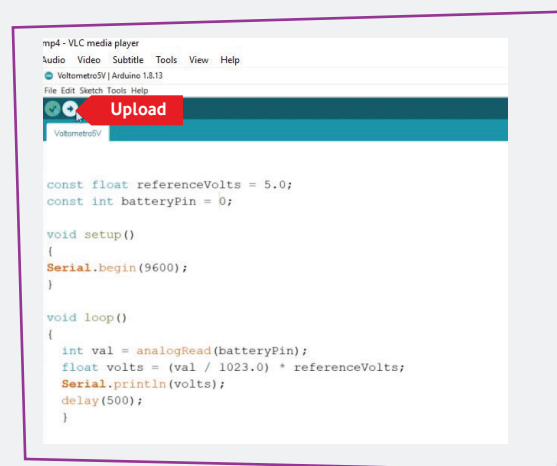 mp4 - VLC media player
Audio Video Subtitle Tools View Help
Voltometro5V | Arduino 1.8.13
File Edit Sketch Tools Help
Upload
Voltometro5V
const float referenceVolts = 5.0;
const int batteryPin = 0;
void setup()
{
Serial.begin(9600);
}
void loop()
{
int val = analogRead(batteryPin);
float volts = (val / 1023.0) * referenceVolts;
Serial.println(volts);
delay(500);
}